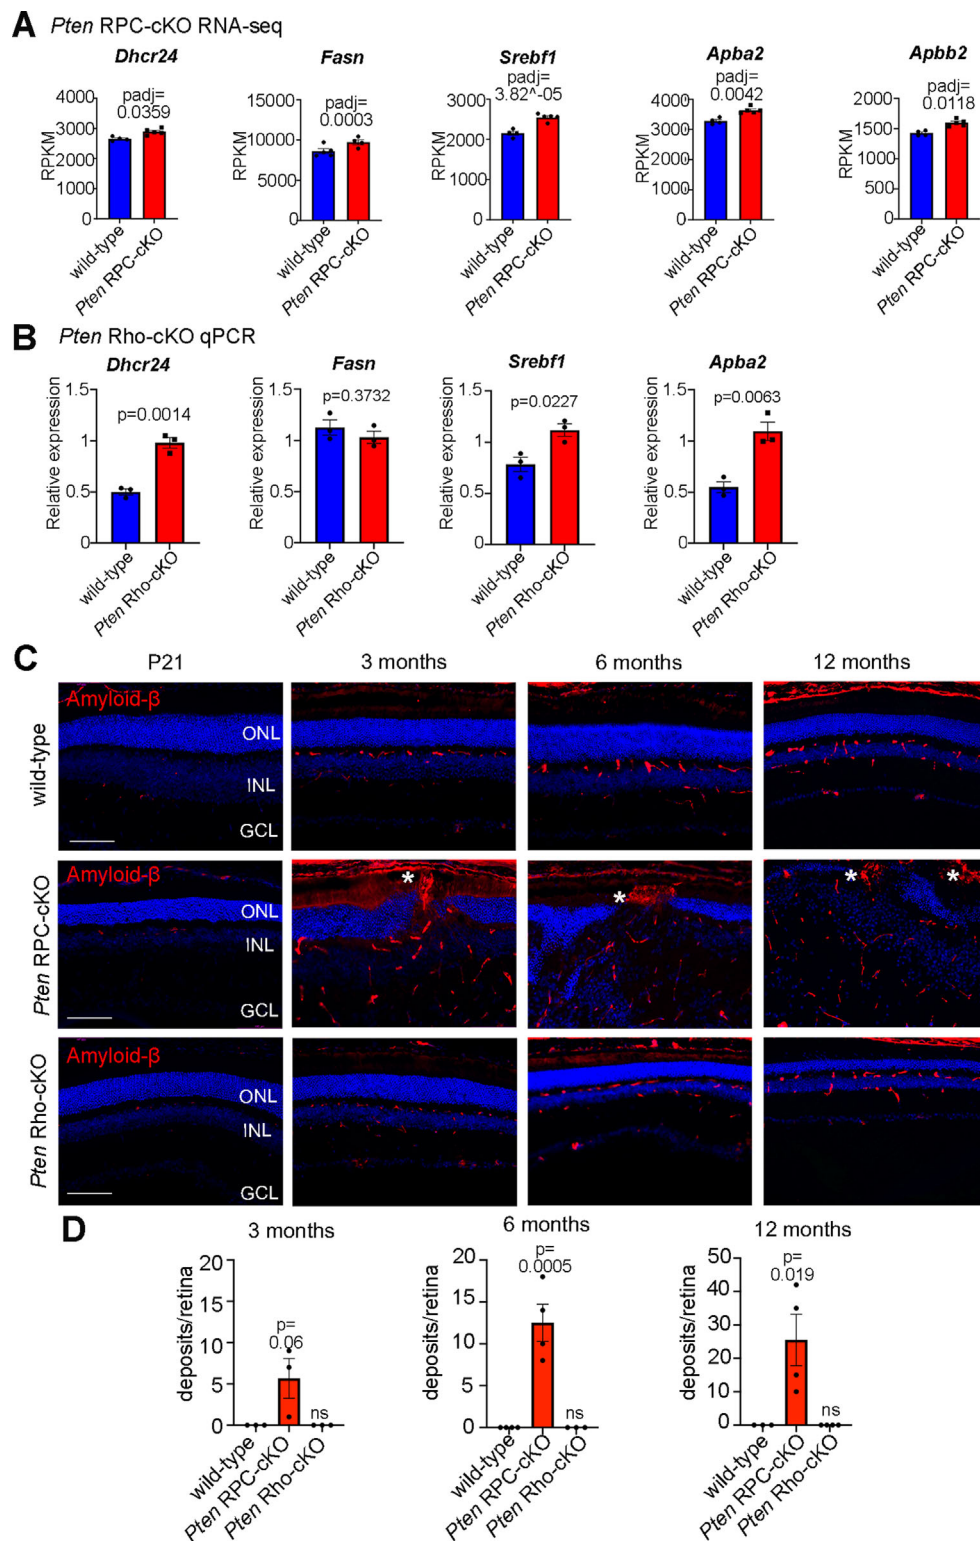 A Pten RPC-cKO RNA-seq
Dhcr24 Fasn Srebf1 Apba2 Apbb2
padj= 0.0359
RPKM
4000
3000
2000
1000
0
wild-type
Pten RPC-cKO
padj= 0.0003
RPKM
15000
10000
5000
0
wild-type
Pten RPC-cKO
padj= 3.82^-05
RPKM
3000
2000
1000
0
wild-type
Pten RPC-cKO
padj= 0.0042
RPKM
4000
3000
2000
1000
0
wild-type
Pten RPC-cKO
padj= 0.0118
RPKM
2000
1500
1000
500
0
wild-type
Pten RPC-cKO
B Pten Rho-cKO qPCR
Dhcr24 Fasn Srebf1 Apba2
p=0.0014
Relative expression
1.5
1
0.5
0
wild-type
Pten Rho-cKO
p=0.3732
Relative expression
1.5
1
0.5
0
wild-type
Pten Rho-cKO
p=0.0227
Relative expression
1.5
1
0.5
0
wild-type
Pten Rho-cKO
p=0.0063
Relative expression
1.5
1
0.5
0
wild-type
Pten Rho-cKO
C
P21 3 months 6 months 12 months
wild-type
Amyloid-β
ONL
INL
GCL
Pten RPC-cKO
Amyloid-β
* * * *
ONL
INL
GCL
Pten Rho-cKO
Amyloid-β
ONL
INL
GCL
D
3 months 6 months 12 months
deposits/retina
20
15
10
5
0
p= 0.06
ns
wild-type
Pten RPC-cKO
Pten Rho-cKO
deposits/retina
20
15
10
5
0
p= 0.0005
ns
wild-type
Pten RPC-cKO
Pten Rho-cKO
deposits/retina
50
40
30
20
10
0
p= 0.019
ns
wild-type
Pten RPC-cKO
Pten Rho-cKO